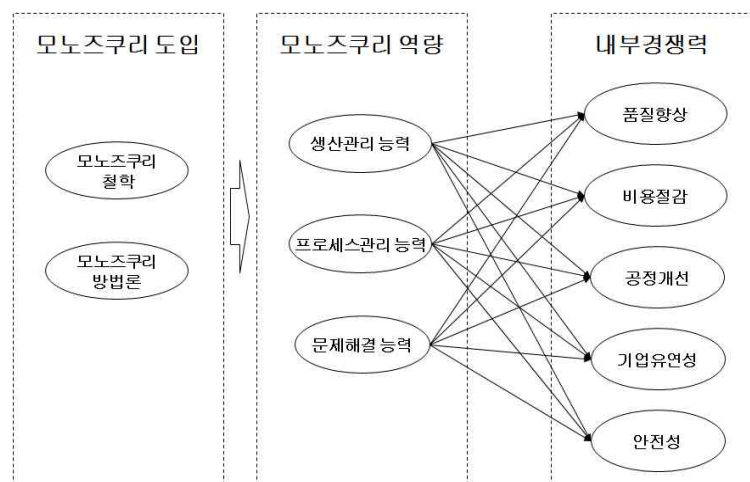 모노즈쿠리 도입
모노즈쿠리
철학
모노즈쿠리
방법론
모노즈쿠리 역량
생산관리 능력
프로세스관리 능력
문제해결 능력
내부경쟁력
품질향상
비용절감
공정개선
기업유연성
안전성